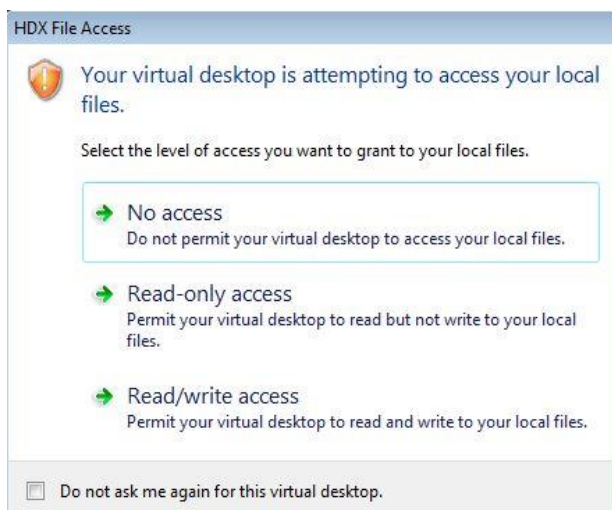 HDX File Access
Your virtual desktop is attempting to access your local
files.
Select the level of access you want to grant to your local files.
No access
Do not permit your virtual desktop to access your local files.
Read-only access
Permit your virtual desktop to read but not write to your local
files.
Read/write access
Permit your virtual desktop to read and write to your local files.
Do not ask me again for this virtual desktop.